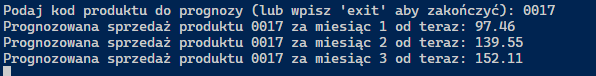 Podaj kod produktu do prognozy (lub wpisz 'exit' aby zakończyć): 0017
Prognozowana sprzedaż produktu 0017 za miesiąc 1 od teraz: 97.46
Prognozowana sprzedaż produktu 0017 za miesiąc 2 od teraz: 139.55
Prognozowana sprzedaż produktu 0017 za miesiąc 3 od teraz: 152.11